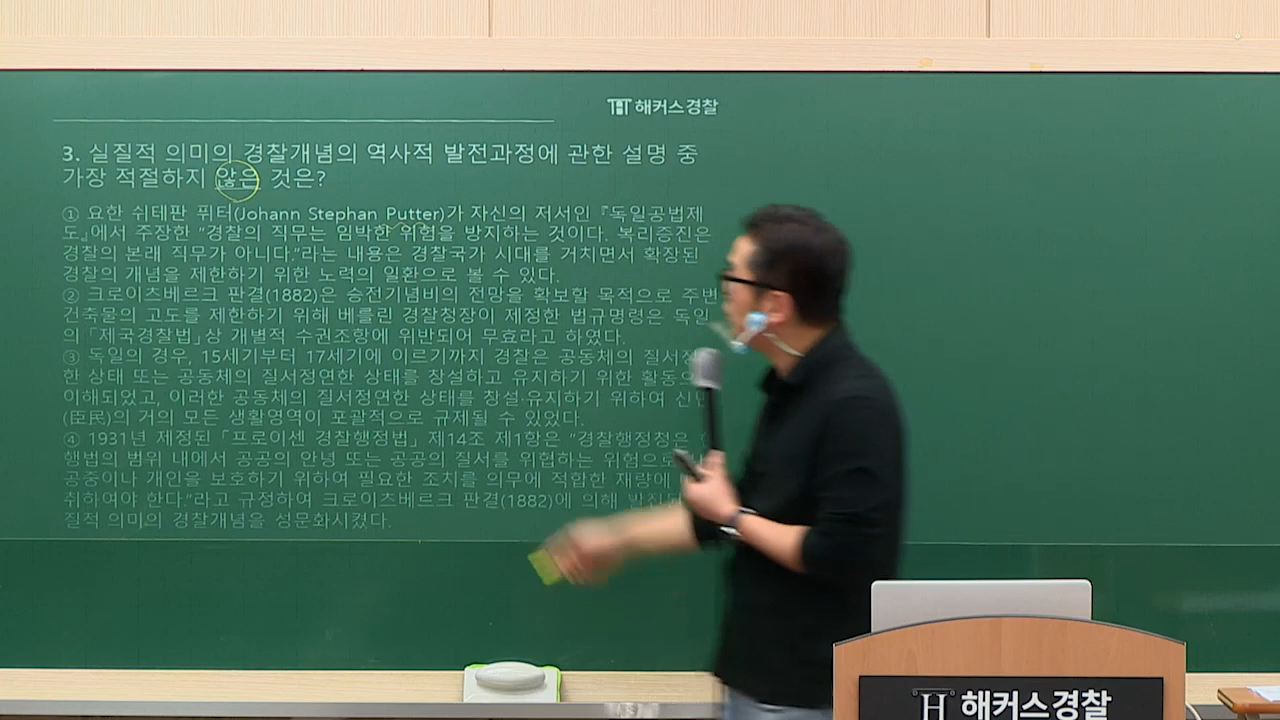 해커스경찰
3. 실질적 의미의 경찰개념의 역사적 발전과정에 관한 설명 중
가장 적절하지 않은 것은?
① 요한 쉬테판 퓌터(Johann Stephan Putter)가 자신의 저서인 『독일공법제
도』에서 주장한 "경찰의 직무는 임박한 위험을 방지하는 것이다. 복리증진은
경찰의 본래 직무가 아니다."라는 내용은 경찰국가 시대를 거치면서 확장된
경찰의 개념을 제한하기 위한 노력의 일환으로 볼 수 있다.
② 크로이츠베르크 판결(1882)은 승전기념비의 전망을 확보할 목적으로 주변
건축물의 고도를 제한하기 위해 베를린 경찰청장이 제정한 법규명령은 독일
의 「제국경찰법」상 개별적 수권조항에 위반되어 무효라고 하였다.
③ 독일의 경우, 15세기부터 17세기에 이르기까지 경찰은 공동체의 질서정
한 상태 또는 공동체의 질서정연한 상태를 창설하고 유지하기 위한 활동
이해되었고, 이러한 공동체의 질서정연한 상태를 창설·유지하기 위하여 신민
(臣民)의 거의 모든 생활영역이 포괄적으로 규제될 수 있었다.
④ 1931년 제정된 「프로이센 경찰행정법」 제14조 제1항은 "경찰행정청은
행법의 범위 내에서 공공의 안녕 또는 공공의 질서를 위협하는 위험으로
공중이나 개인을 보호하기 위하여 필요한 조치를 의무에 적합한 재량에
취하여야 한다."라고 규정하여 크로이츠베르크 판결(1882)에 의해 발전
질적 의미의 경찰개념을 성문화시켰다.
해커스경찰